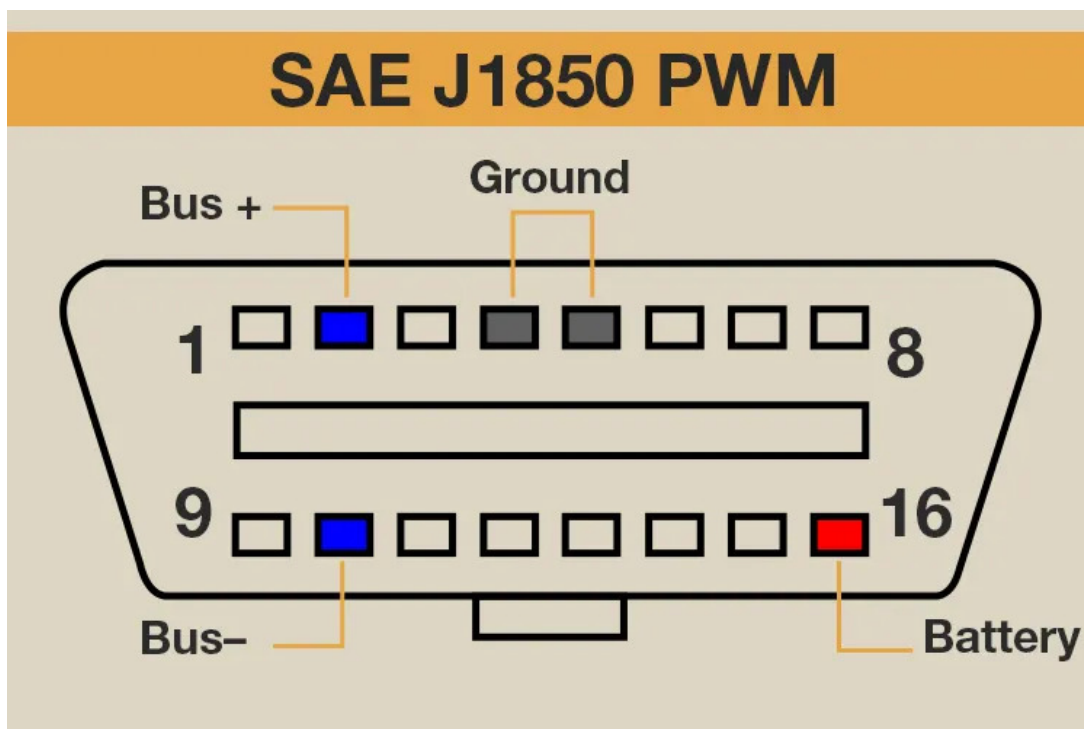 SAE J1850 PWM
Ground
Bus +
1
8
9
16
Bus–
Battery